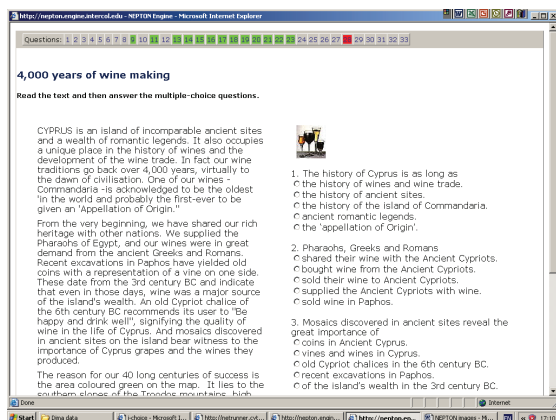 http://nepton.engine.intercol.edu - NEPTON Engine - Microsoft Internet Explorer
Questions: 1 2 3 4 5 6 7 8 9 10 11 12 13 14 15 16 17 18 19 20 21 22 23 24 25 26 27 28 29 30 31 32 33
4,000 years of wine making
Read the text and then answer the multiple-choice questions.
CYPRUS is an island of incomparable ancient sites
and a wealth of romantic legends. It also occupies
a unique place in the history of wines and the
development of the wine trade. In fact our wine
traditions go back over 4,000 years, virtually to
the dawn of civilisation. One of our wines -
Commandaria -is acknowledged to be the oldest
'in the world and probably the first-ever to be
given an 'Appellation of Origin."
From the very beginning, we have shared our rich
heritage with other nations. We supplied the
Pharaohs of Egypt, and our wines were in great
demand from the ancient Greeks and Romans.
Recent excavations in Paphos have yielded old
coins with a representation of a vine on one side.
These date from the 3rd century BC and indicate
that even in those days, wine was a major source
of the island's wealth. An old Cypriot chalice of
the 6th century BC recommends its user to "Be
happy and drink well", signifying the quality of
wine in the life of Cyprus. And mosaics discovered
in ancient sites on the island bear witness to the
importance of Cyprus grapes and the wines they
produced.
The reason for our 40 long centuries of success is
the area coloured green on the map. It lies to the
southern slopes of the Troodos mountains, high
1. The history of Cyprus is as long as
the history of wines and wine trade.
the history of ancient sites.
the history of the island of Commandaria.
ancient romantic legends.
the 'appellation of Origin'.
2. Pharaohs, Greeks and Romans
shared their wine with the Ancient Cypriots.
bought wine from the Ancient Cypriots.
sold their wine to Ancient Cypriots.
supplied the Ancient Cypriots with wine.
sold wine in Paphos.
3. Mosaics discovered in ancient sites reveal the
great importance of
coins in Ancient Cyprus.
vines and wines in Cyprus.
old Cypriot chalices in the 6th century BC.
recent excavations in Paphos.
of the island's wealth in the 3rd century BC.
Done
Internet
Start
Dima data
i-choice - Microsoft I...
http://netrunner.cyt...
http://nepton.engin...
http://nepton.en...
NEPTON images - Mi...
17:16